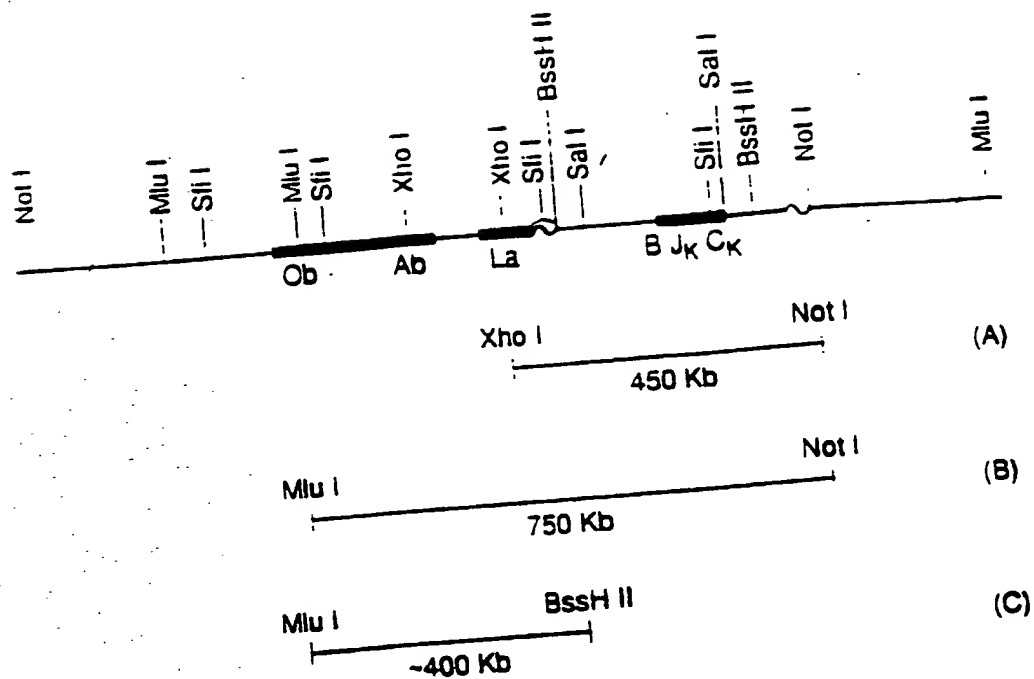 Not I
Mlu I
Sfi I
Mlu I
Sfi I
Xho I
Xho I
Sfi I
BssH II
Sal I
Sfi I
Sal I
BssH II
Not I
Mlu I
Ob
Ab
La
B JK CK
Xho I
Not I
(A)
450 Kb
Mlu I
Not I
(B)
750 Kb
Mlu I
BssH II
(C)
~400 Kb